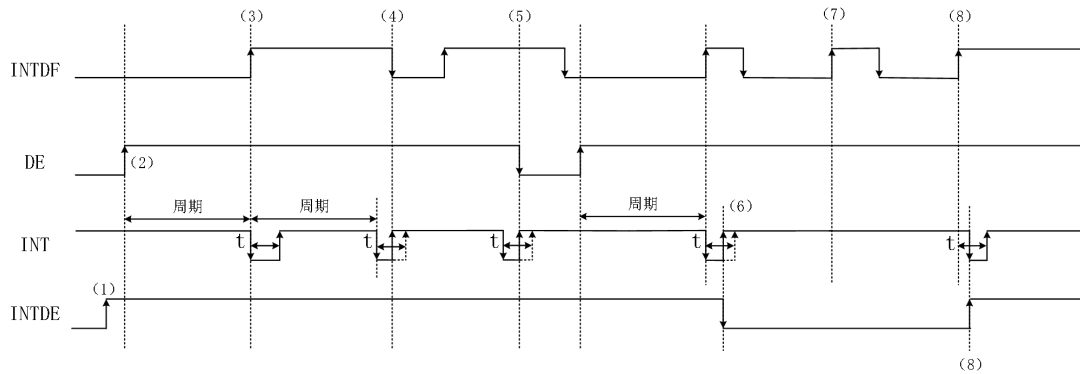 (3) (4) (5) (7) (8)
INTDF
DE (2)
周期 周期 周期 (6)
INT t t t t t
(1)
INTDE
(8)